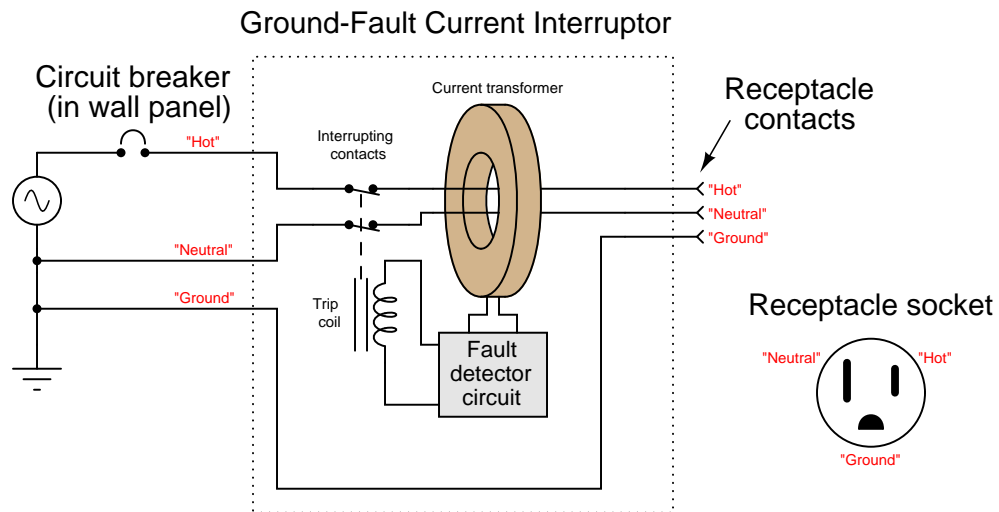 Ground-Fault Current Interruptor
Circuit breaker
(in wall panel)
"Hot"
Interrupting
contacts
Current transformer
Receptacle
contacts
"Hot"
"Neutral"
"Ground"
"Neutral"
"Ground"
Trip
coil
Fault
detector
circuit
Receptacle socket
"Neutral"
"Hot"
"Ground"